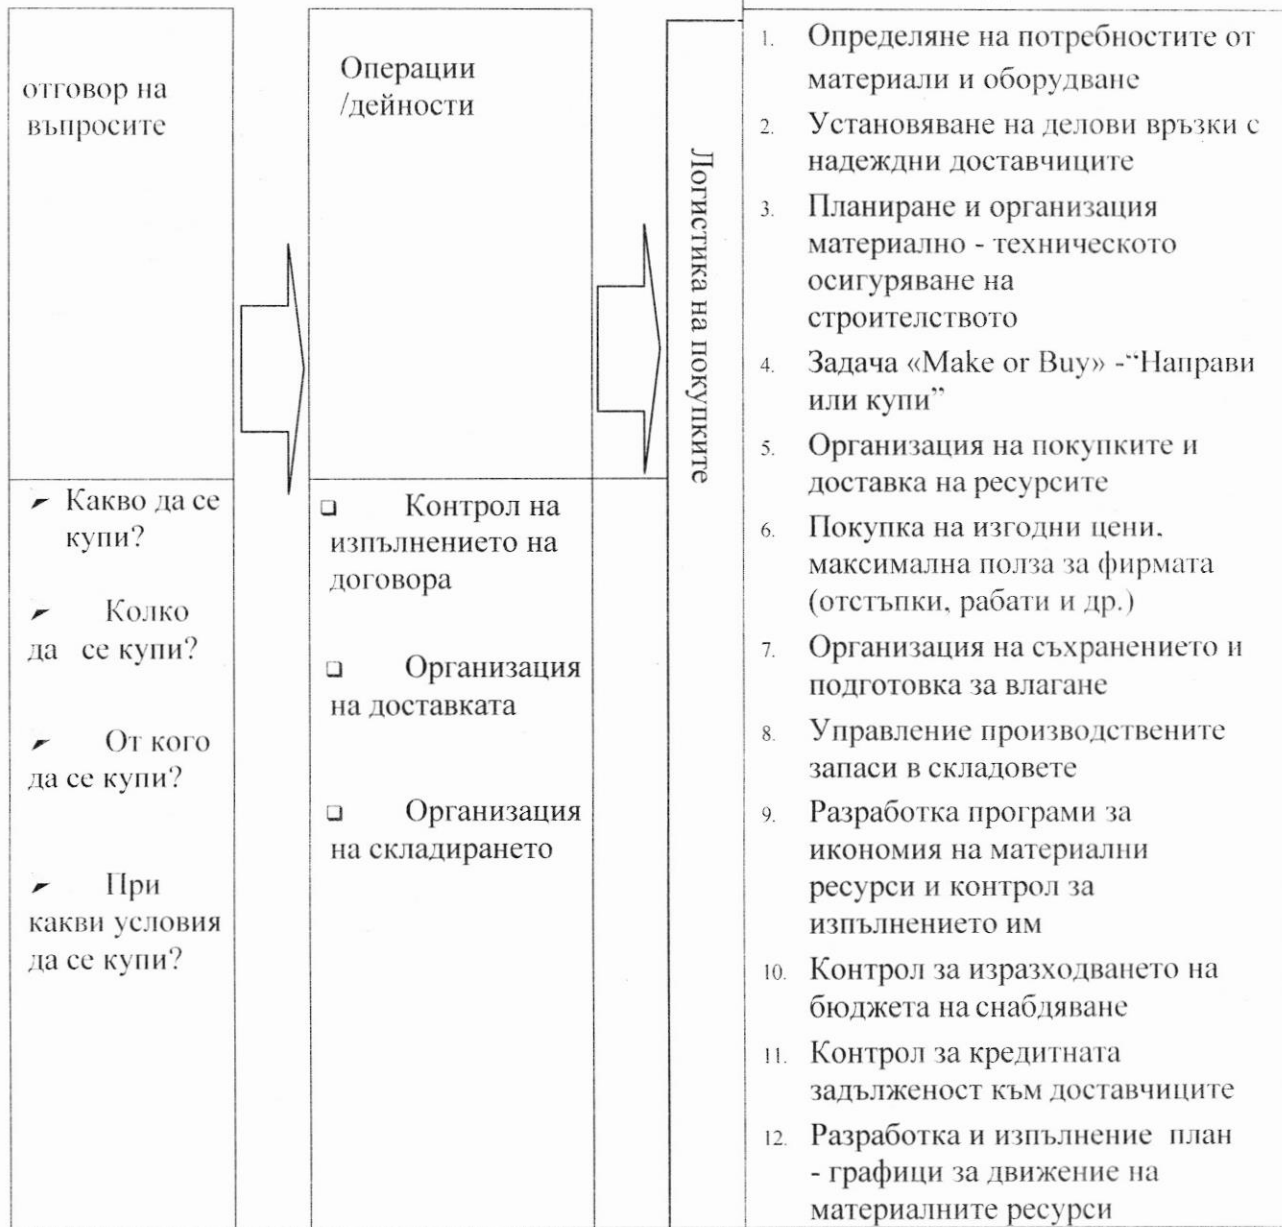 отговор на
въпросите
➤ Какво да се
купи?
➤ Колко
да се купи?
➤ От кого
да се купи?
➤ При
какви условия
да се купи?
Операции
/дейности
❑ Контрол на
изпълнението на
договора
❑ Организация
на доставката
❑ Организация
на складирането
Логистика на покупките
1. Определяне на потребностите от
материали и оборудване
2. Установяване на делови връзки с
надеждни доставчиците
3. Планиране и организация
материално - техническото
осигуряване на
строителството
4. Задача «Make or Buy» -“Направи
или купи”
5. Организация на покупките и
доставка на ресурсите
6. Покупка на изгодни цени.
максимална полза за фирмата
(отстъпки, рабати и др.)
7. Организация на съхранението и
подготовка за влагане
8. Управление производствените
запаси в складовете
9. Разработка програми за
икономия на материални
ресурси и контрол за
изпълнението им
10. Контрол за изразходването на
бюджета на снабдяване
11. Контрол за кредитната
задълженост към доставчиците
12. Разработка и изпълнение план
- графици за движение на
материалните ресурси